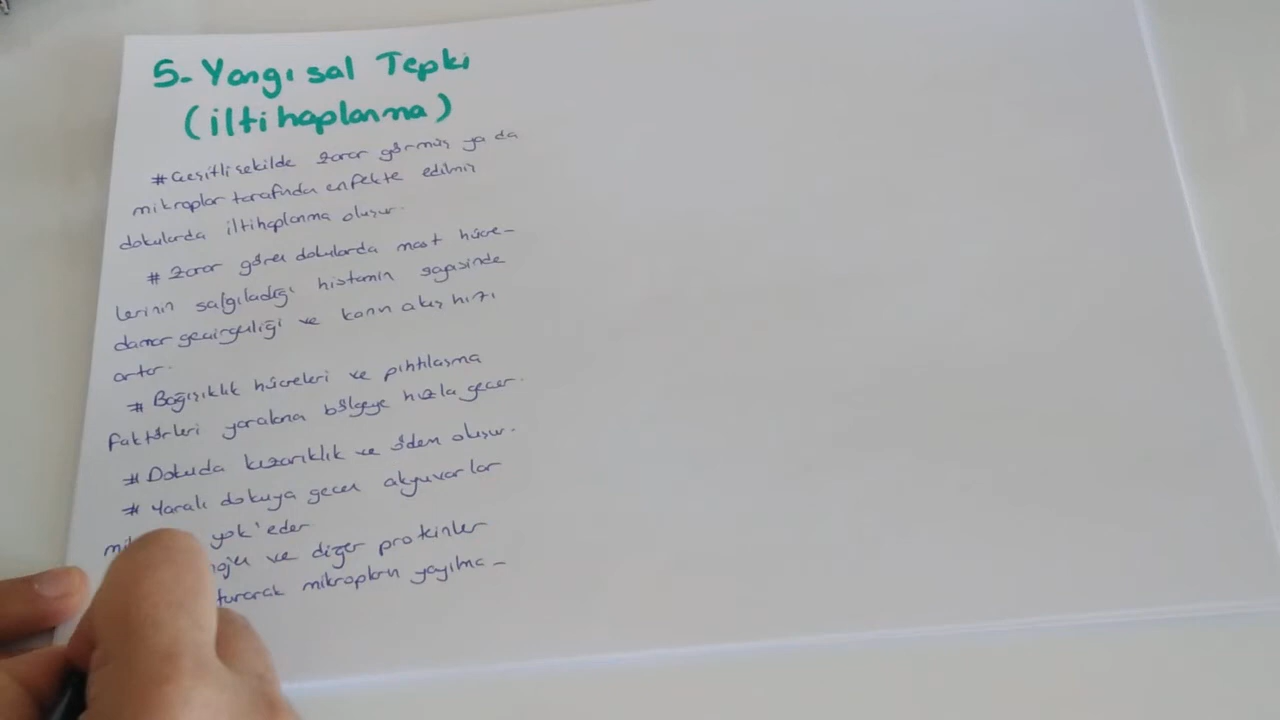 5- Yangısal Tepki
(iltihaplanma)
# Çeşitli şekilde zarar görmüş ya da
mikroplar tarafından enfekte edilmiş
dokularda iltihaplanma oluşur.
# Zarar gören dokularda mast hücre-
lerinin salgıladığı histamin sayesinde
damar geçirgenliği ve kanın akış hızı
artar.
# Bağışıklık hücreleri ve pıhtılaşma
faktörleri yaralanan bölgeye hızla geçer.
# Dokuda kızarıklık ve ödem oluşur.
# Yaralı dokuya geçen akyuvarlar
yok eder
ve diğer proteinler
mikropların yayılma-